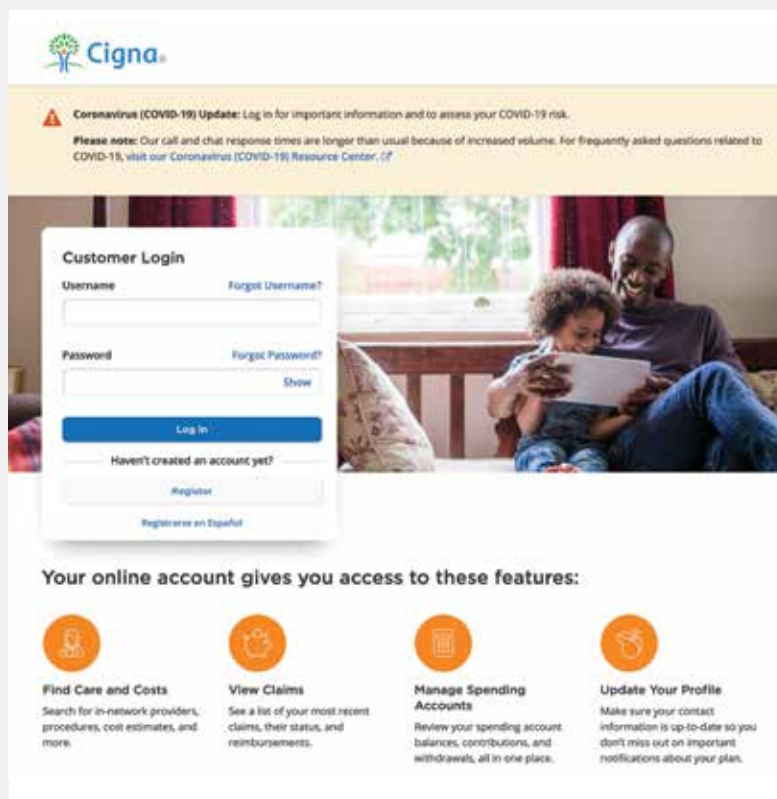 Cigna®
Coronavirus (COVID-19) Update: Log in for important information and to assess your COVID-19 risk.
Please note: Our call and chat response times are longer than usual because of increased volume. For frequently asked questions related to
COVID-19, visit our Coronavirus (COVID-19) Resource Center.
Customer Login
Username
Forgot Username?
Password
Forgot Password?
Show
Log In
Haven't created an account yet?
Register
Registrarse en Español
Your online account gives you access to these features:
Find Care and Costs
Search for in-network providers,
procedures, cost estimates, and
more.
View Claims
See a list of your most recent
claims, their status, and
reimbursements.
Manage Spending
Accounts
Review your spending account
balances, contributions, and
withdrawals, all in one place.
Update Your Profile
Make sure your contact
information is up-to-date so you
don't miss out on important
notifications about your plan.